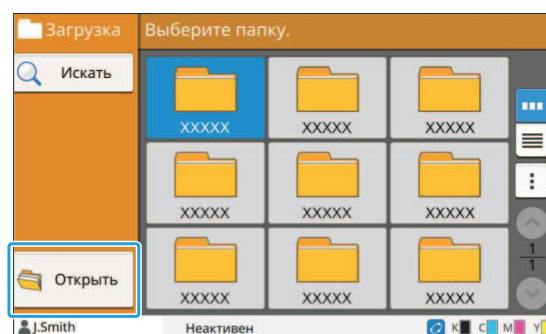 Загрузка
Выберите папку.
Искать
XXXXX XXXXX XXXXX
XXXXX XXXXX XXXXX
1
1
Открыть
XXXXX XXXXX XXXXX
J.Smith
Неактивен
K C M Y